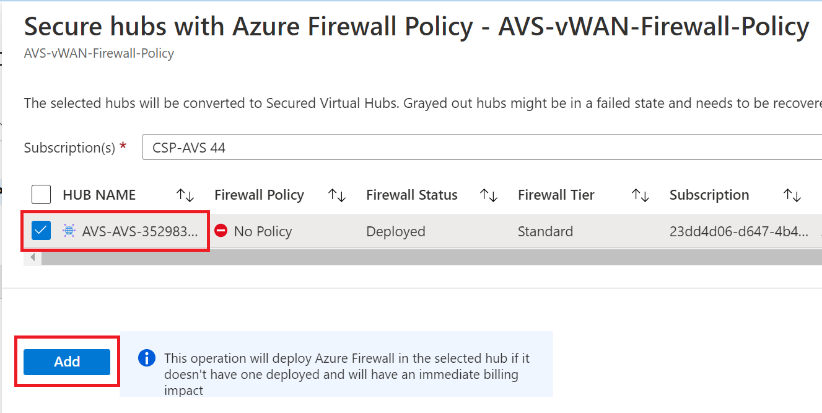 Secure hubs with Azure Firewall Policy - AVS-vWAN-Firewall-Policy
AVS-vWAN-Firewall-Policy
The selected hubs will be converted to Secured Virtual Hubs. Grayed out hubs might be in a failed state and needs to be recovere
Subscription(s) * CSP-AVS 44
HUB NAME ↑↓ Firewall Policy ↑↓ Firewall Status ↑↓ Firewall Tier ↑↓ Subscription ↑↓
AVS-AVS-352983... No Policy Deployed Standard 23dd4d06-d647-4b4...
Add
This operation will deploy Azure Firewall in the selected hub if it
doesn't have one deployed and will have an immediate billing
impact